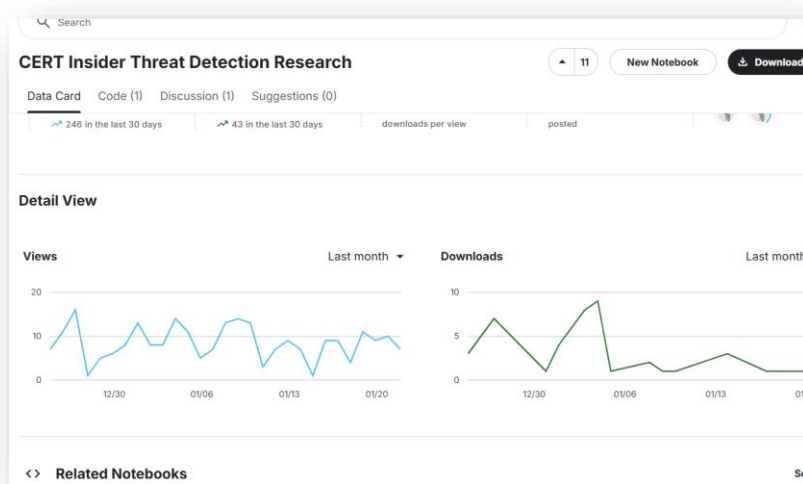 Search
CERT Insider Threat Detection Research
11
New Notebook
Download
Data Card
Code (1)
Discussion (1)
Suggestions (0)
246 in the last 30 days
43 in the last 30 days
downloads per view
posted
Detail View
Views
Last month
Downloads
Last month
20
10
0
12/30
01/06
01/13
01/20
10
5
0
12/30
01/06
01/13
Related Notebooks